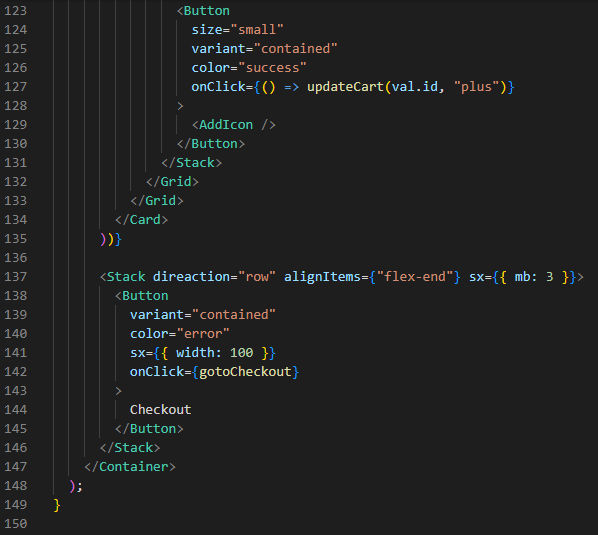 123 <Button
124 size="small"
125 variant="contained"
126 color="success"
127 onClick={() => updateCart(val.id, "plus")}
128 >
129 <AddIcon />
130 </Button>
131 </Stack>
132 </Grid>
133 </Grid>
134 </Card>
135 ))}
136
137 <Stack direaction="row" alignItems={"flex-end"} sx={{ mb: 3 }}>
138 <Button
139 variant="contained"
140 color="error"
141 sx={{ width: 100 }}
142 onClick={gotoCheckout}
143 >
144 Checkout
145 </Button>
146 </Stack>
147 </Container>
148 );
149 }
150